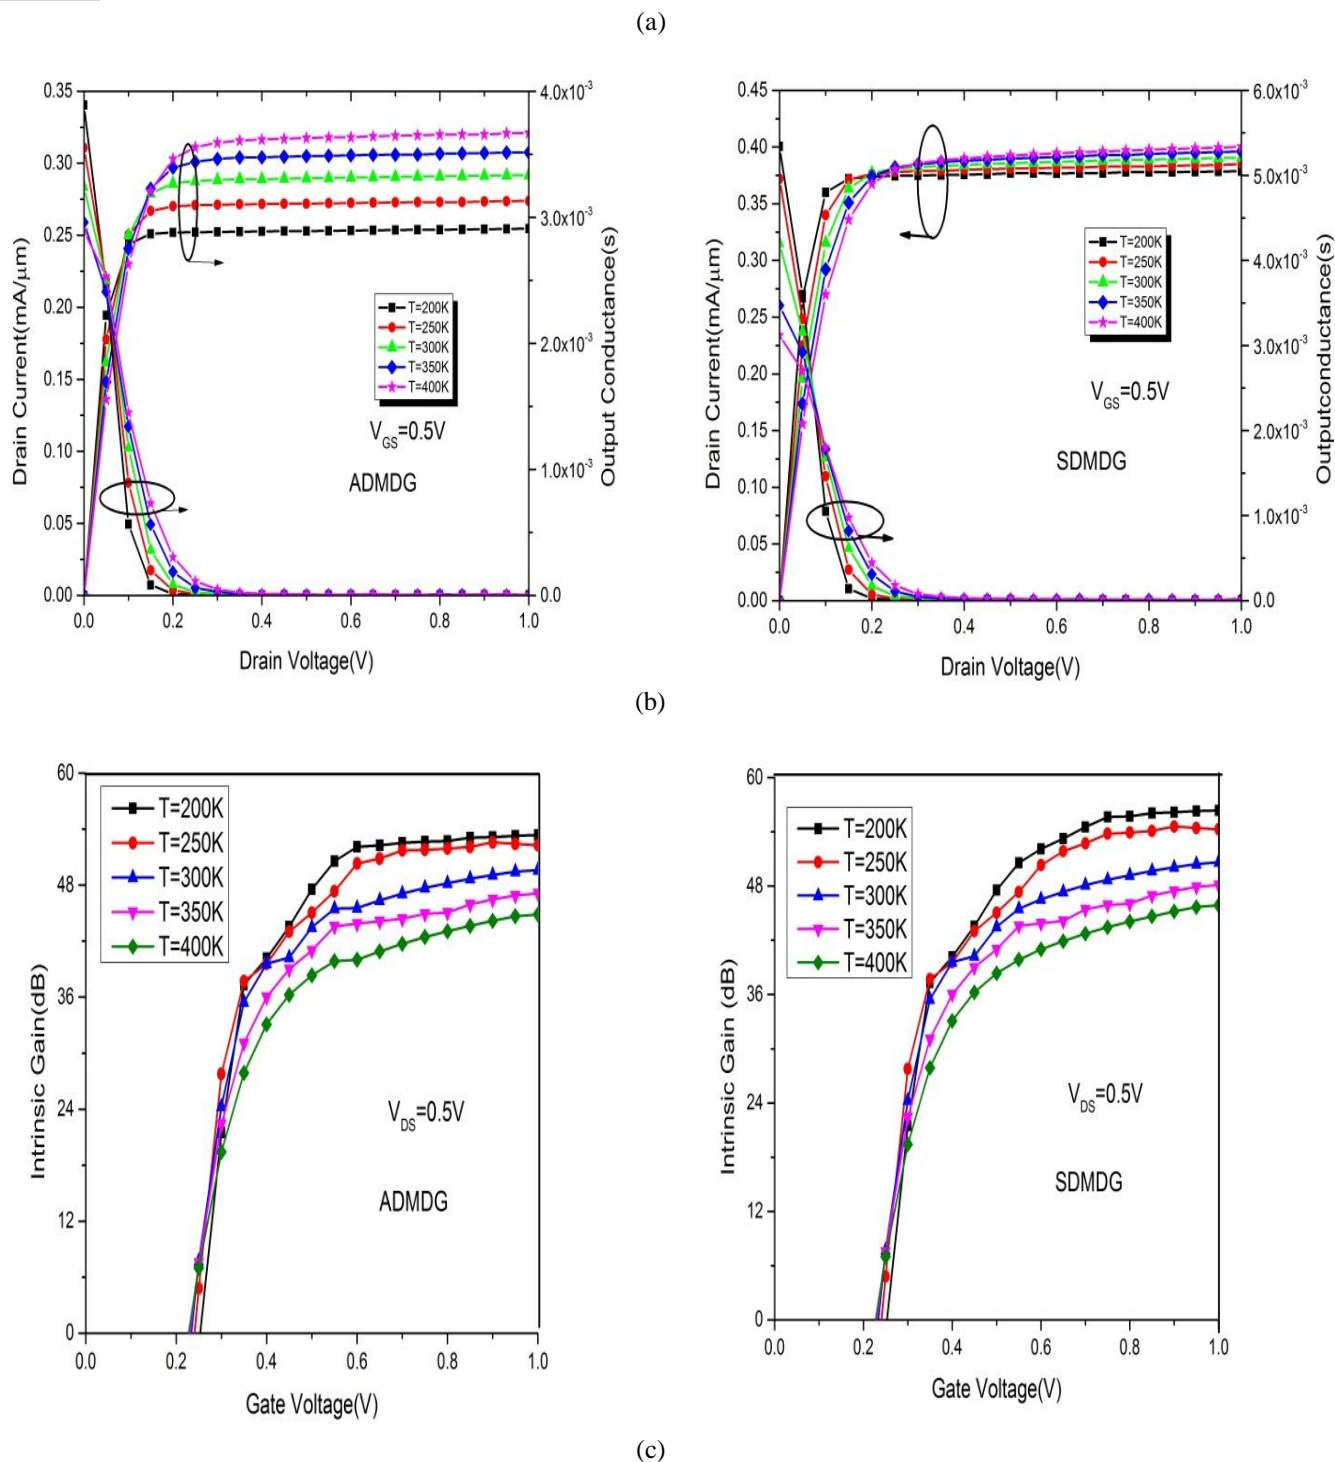 (a)
0.35
0.30
0.25
0.20
0.15
0.10
0.05
0.00
Drain Current(mA/μm)
4.0x10⁻³
3.0x10⁻³
2.0x10⁻³
1.0x10⁻³
0.0
Output Conductance(s)
T=200K
T=250K
T=300K
T=350K
T=400K
V_GS=0.5V
ADMDG
0.0 0.2 0.4 0.6 0.8 1.0
Drain Voltage(V)
0.45
0.40
0.35
0.30
0.25
0.20
0.15
0.10
0.05
0.00
Drain Current(mA/μm)
6.0x10⁻³
5.0x10⁻³
4.0x10⁻³
3.0x10⁻³
2.0x10⁻³
1.0x10⁻³
0.0
Outputconductance(s)
T=200K
T=250K
T=300K
T=350K
T=400K
V_GS=0.5V
SDMDG
0.0 0.2 0.4 0.6 0.8 1.0
Drain Voltage(V)
(b)
60
48
36
24
12
0
Intrinsic Gain(dB)
T=200K
T=250K
T=300K
T=350K
T=400K
V_DS=0.5V
ADMDG
0.0 0.2 0.4 0.6 0.8 1.0
Gate Voltage(V)
60
48
36
24
12
0
Intrinsic Gain (dB)
T=200K
T=250K
T=300K
T=350K
T=400K
V_DS=0.5V
SDMDG
0.0 0.2 0.4 0.6 0.8 1.0
Gate Voltage(V)
(c)